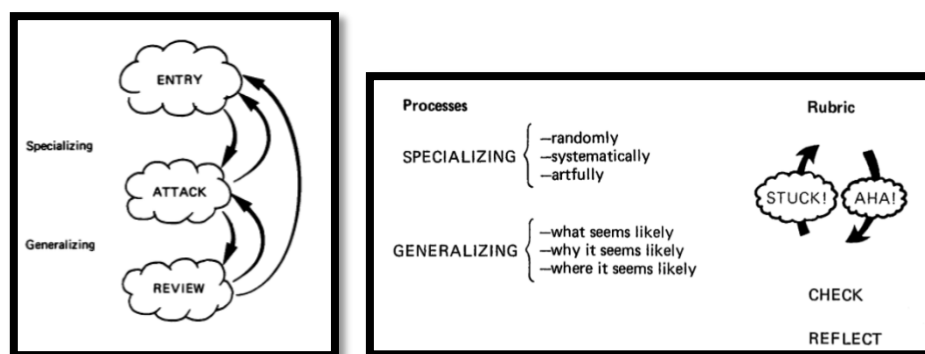 ENTRY
Specializing
ATTACK
Generalizing
REVIEW
Processes
Rubric
SPECIALIZING
—randomly
—systematically
—artfully
STUCK!
AHA!
GENERALIZING
—what seems likely
—why it seems likely
—where it seems likely
CHECK
REFLECT